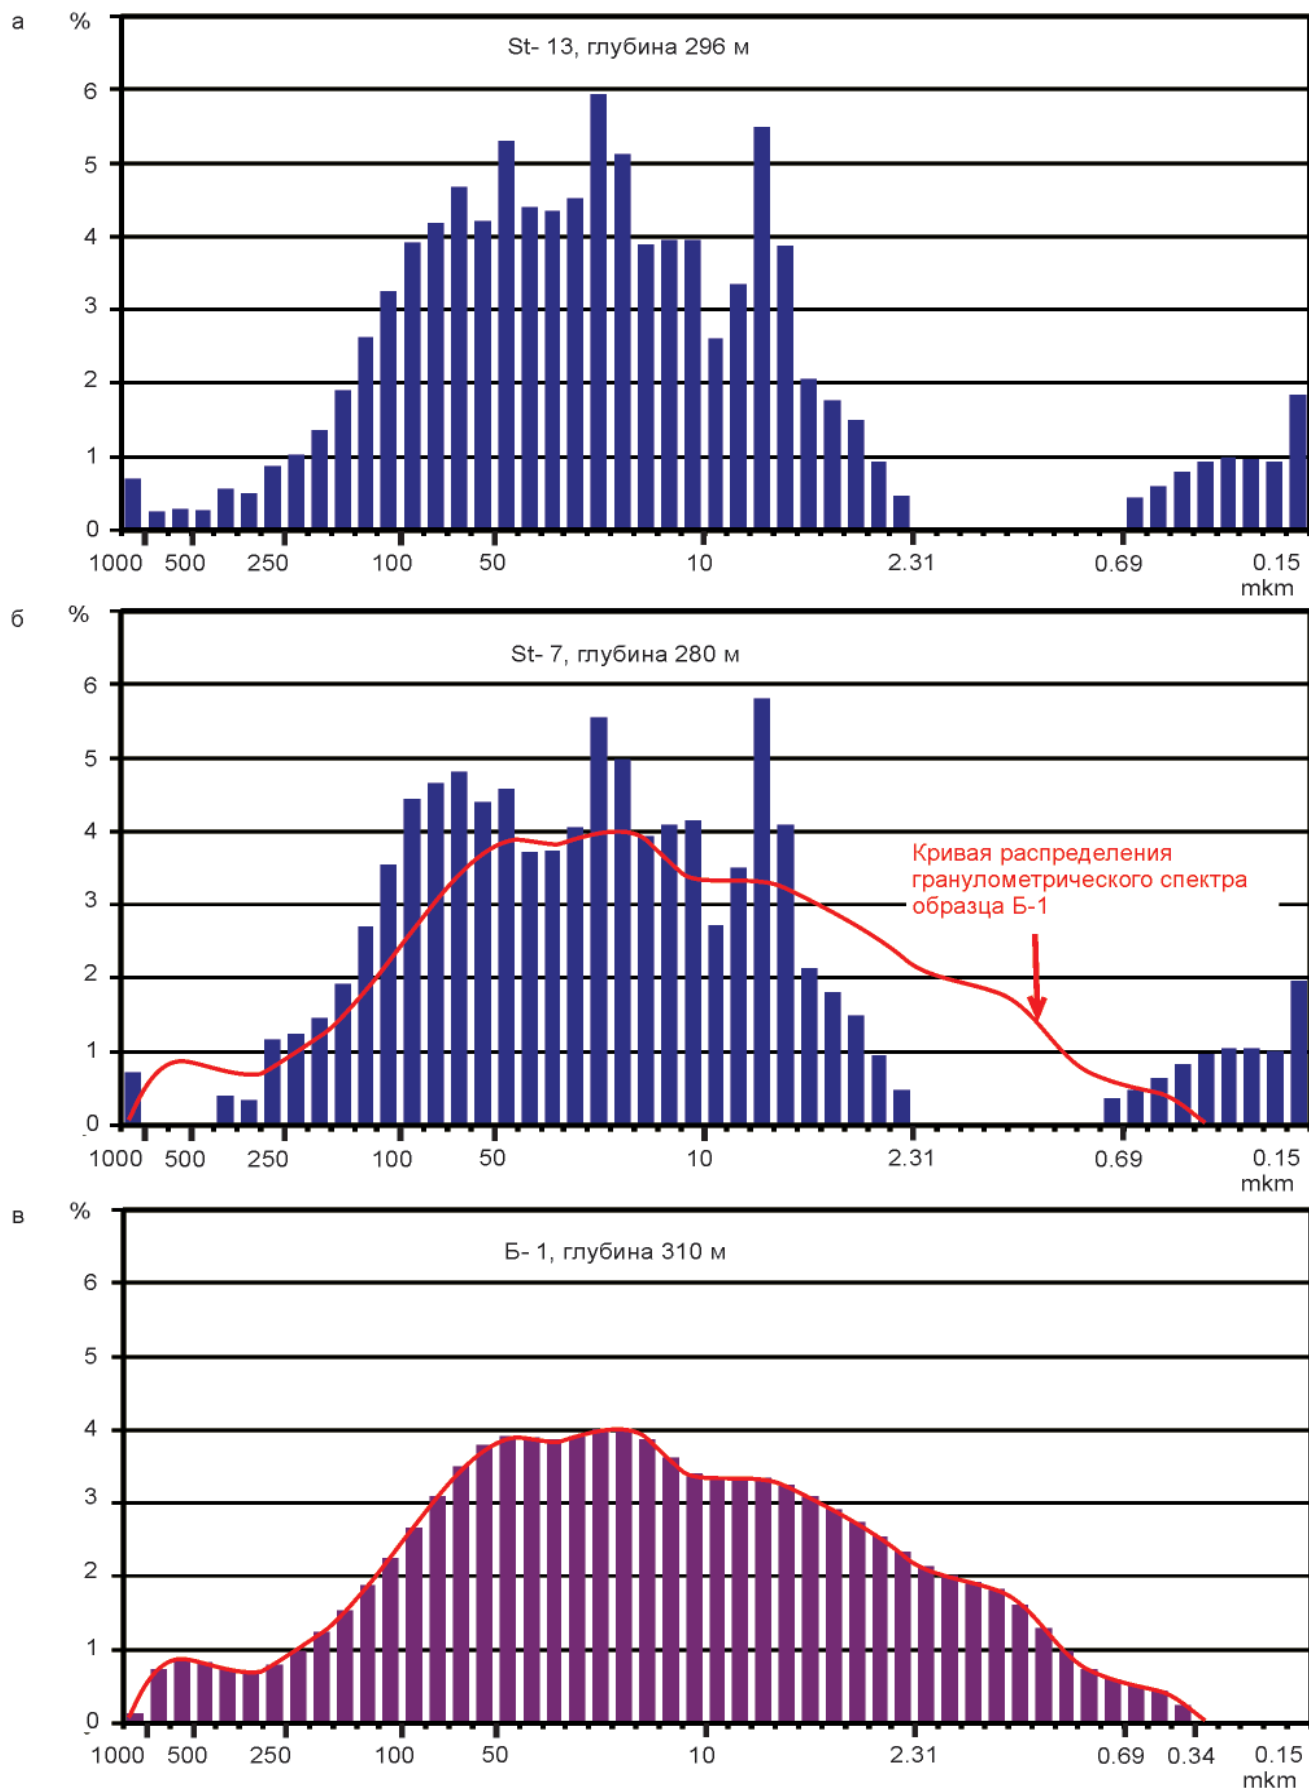 а
%
St- 13, глубина 296 м
6
5
4
3
2
1
0
1000 500 250 100 50 10 2.31 0.69 0.15
mkm
б
%
St- 7, глубина 280 м
6
5
4
3
2
1
0
Кривая распределения
гранулометрического спектра
образца Б-1
1000 500 250 100 50 10 2.31 0.69 0.15
mkm
в
%
Б- 1, глубина 310 м
6
5
4
3
2
1
0
1000 500 250 100 50 10 2.31 0.69 0.34 0.15
mkm